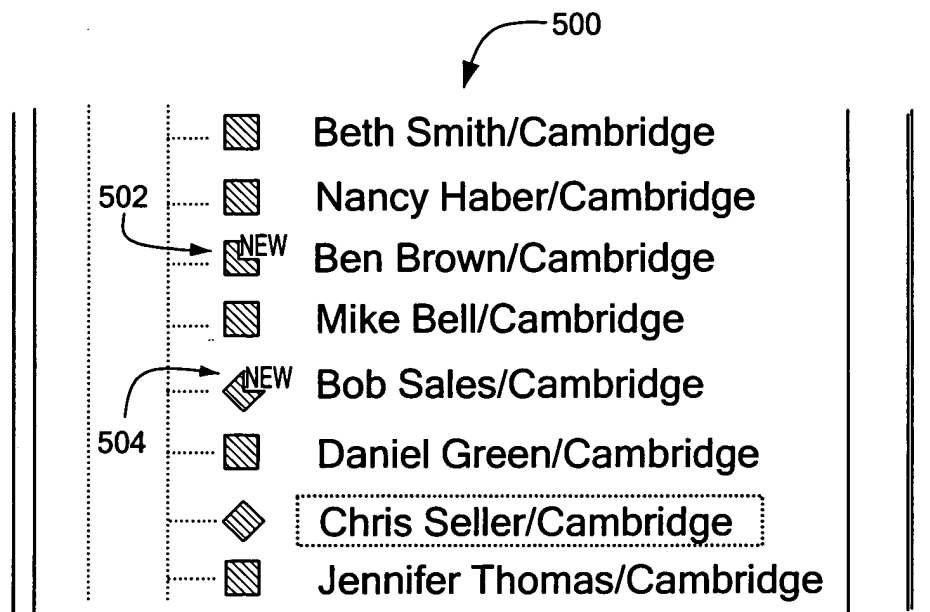 500
Beth Smith/Cambridge
502 Nancy Haber/Cambridge
NEW Ben Brown/Cambridge
Mike Bell/Cambridge
NEW Bob Sales/Cambridge
504 Daniel Green/Cambridge
Chris Seller/Cambridge
Jennifer Thomas/Cambridge